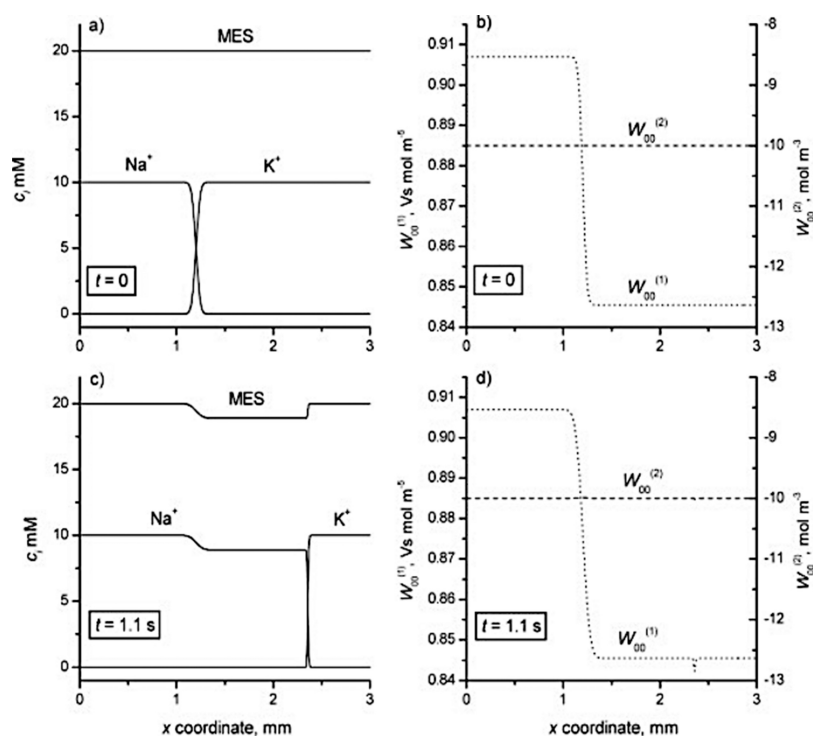 a)
MES
20
15
10
5
0
cᵢ mM
Na⁺
K⁺
t = 0
0
1
2
3
b)
0.91
0.90
0.89
0.88
0.87
0.86
0.85
0.84
W₀₀⁽¹⁾, Vs mol m⁻⁵
-8
-9
-10
-11
-12
-13
W₀₀⁽²⁾, mol m⁻³
W₀₀⁽²⁾
W₀₀⁽¹⁾
t = 0
0
1
2
3
c)
MES
20
15
10
5
0
cᵢ mM
Na⁺
K⁺
t = 1.1 s
0
1
2
3
x coordinate, mm
d)
0.91
0.90
0.89
0.88
0.87
0.86
0.85
0.84
W₀₀⁽¹⁾, Vs mol m⁻⁵
-8
-9
-10
-11
-12
-13
W₀₀⁽²⁾, mol m⁻³
W₀₀⁽²⁾
W₀₀⁽¹⁾
t = 1.1 s
0
1
2
3
x coordinate, mm